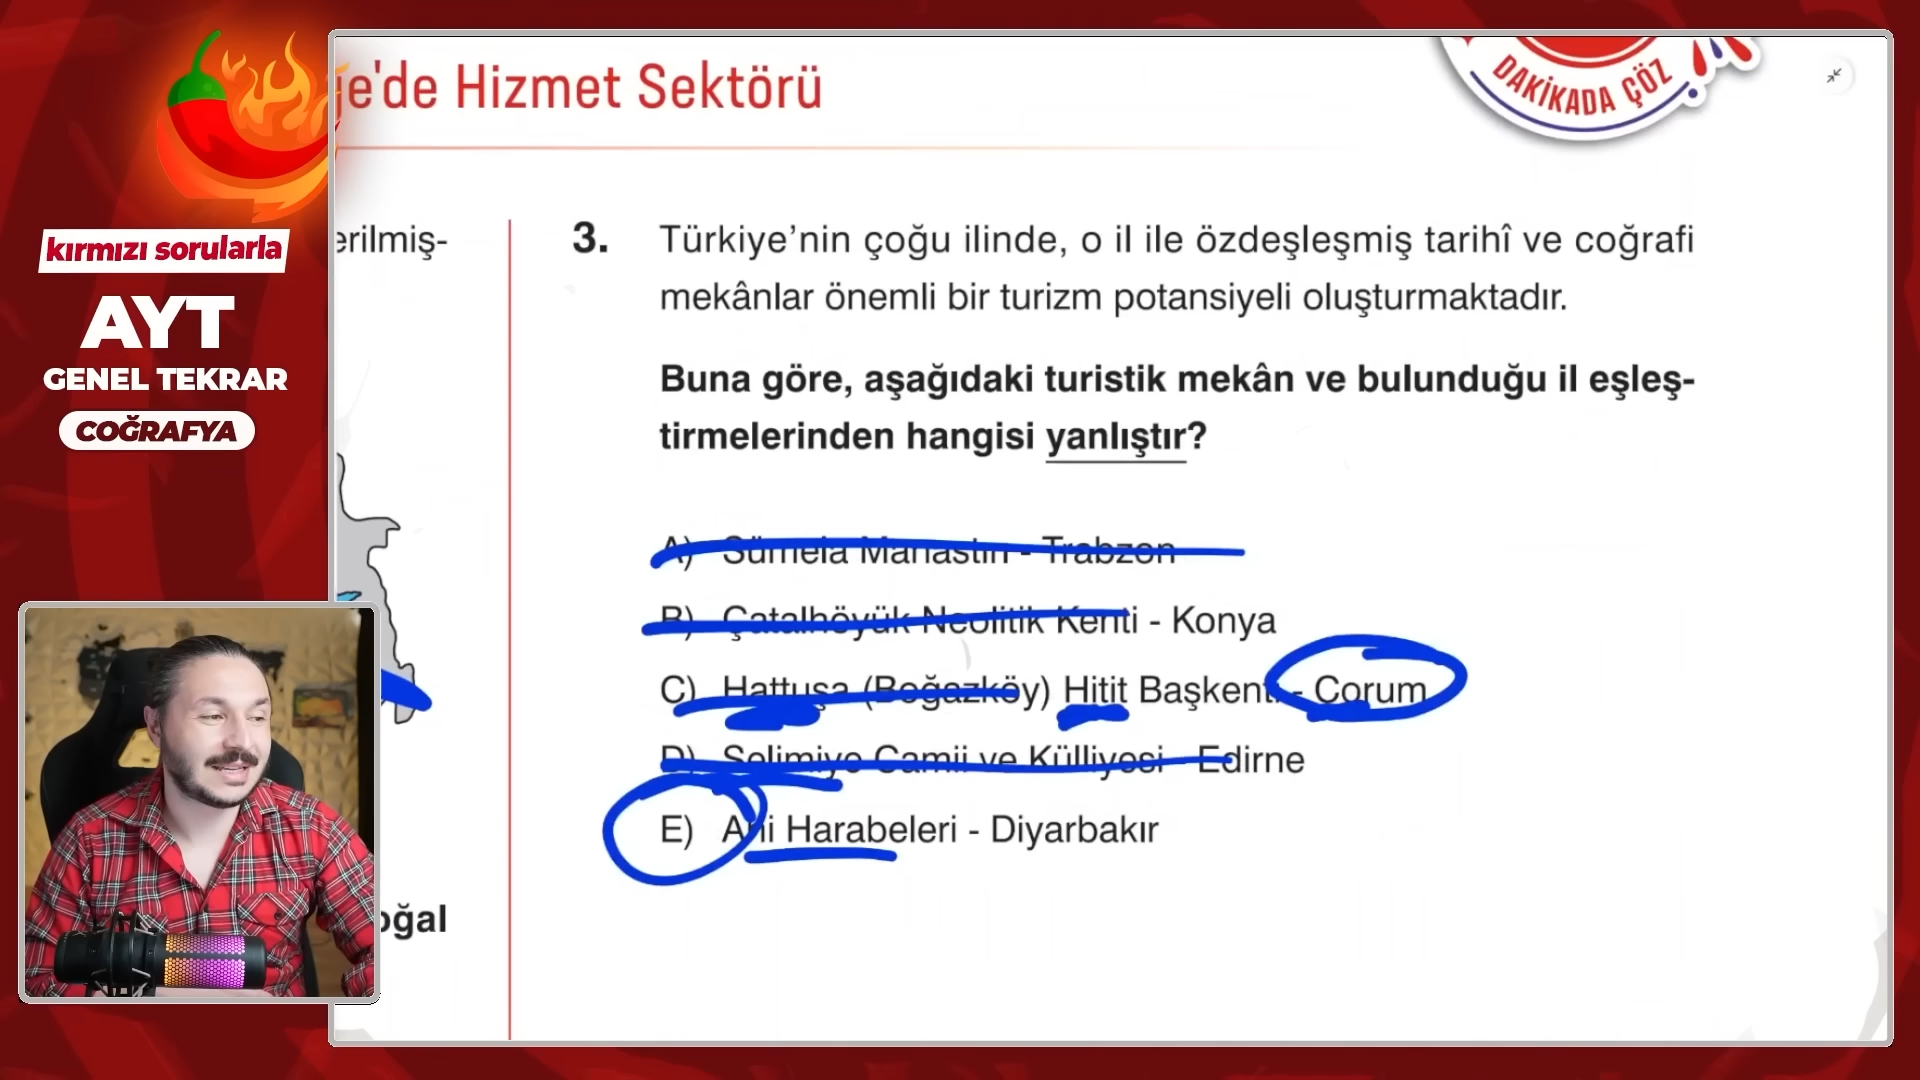 kırmızı sorularla
AYT
GENEL TEKRAR
COĞRAFYA
e'de Hizmet Sektörü
DAKİKADA ÇÖZ
erilmiş-
oğal
3. Türkiye’nin çoğu ilinde, o il ile özdeşleşmiş tarihî ve coğrafi
mekânlar önemli bir turizm potansiyeli oluşturmaktadır.
Buna göre, aşağıdaki turistik mekân ve bulunduğu il eşleş-
tirmelerinden hangisi yanlıştır?
A) Sümela Manastırı - Trabzon
B) Çatalhöyük Neolitik Kenti - Konya
C) Hattuşa (Boğazköy) Hitit Başkenti - Çorum
D) Selimiye Camii ve Külliyesi - Edirne
E) Ani Harabeleri - Diyarbakır